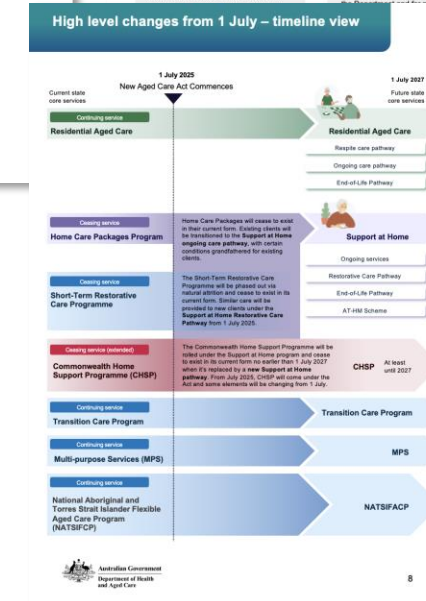 High level changes from 1 July – timeline view
1 July 2025
New Aged Care Act Commences
1 July 2027
Current state
core services
Future state
core services
Continuing service
Residential Aged Care
Residential Aged Care
Respite care pathway
Ongoing care pathway
End-of-Life Pathway
Ceasing service
Home Care Packages Program
Home Care Packages will cease to exist
in their current form. Existing clients will
be transitioned to the Support at Home
ongoing care pathway, with certain
conditions grandfathered for existing
clients.
Support at Home
Ongoing services
Restorative Care Pathway
End-of-Life Pathway
AT-HM Scheme
Ceasing service
Short-Term Restorative
Care Programme
The Short-Term Restorative Care
Programme will be phased out via
natural attrition and cease to exist in its
current form. Similar care will be
provided to new clients under the
Support at Home Restorative Care
Pathway from 1 July 2025.
Ceasing service (extended)
Commonwealth Home
Support Programme (CHSP)
The Commonwealth Home Support Programme will be
rolled under the Support at Home program and cease
to exist in its current form no earlier than 1 July 2027
when it's replaced by a new Support at Home
pathway. From July 2025, CHSP will come under the
Act and some elements will be changing from 1 July.
CHSP
At least
until 2027
Continuing service
Transition Care Program
Transition Care Program
Continuing service
Multi-purpose Services (MPS)
MPS
Continuing service
National Aboriginal and
Torres Strait Islander Flexible
Aged Care Program
(NATSIFCP)
NATSIFACP
Australian Government
Department of Health
and Aged Care
8